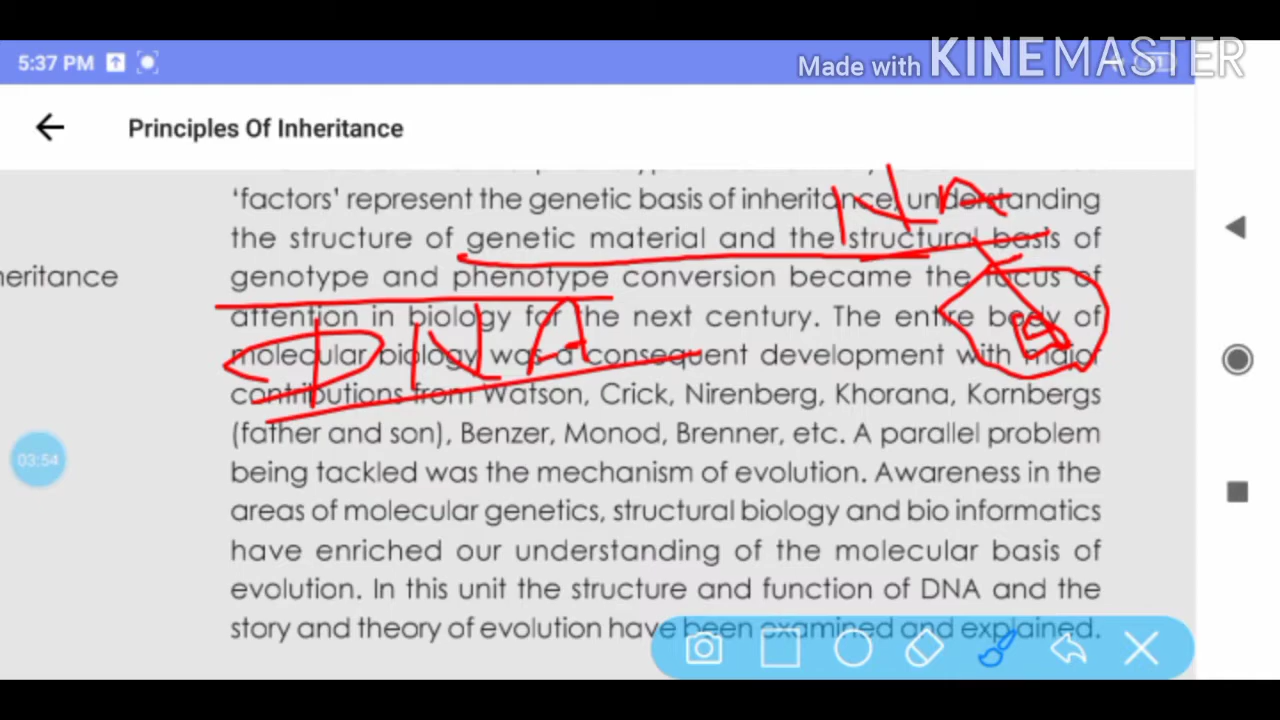 5:37 PM
Made with KINEMASTER
Principles Of Inheritance
'factors' represent the genetic basis of inheritance, understanding
the structure of genetic material and the structural basis of
heritance
genotype and phenotype conversion became the focus of
attention in biology for the next century. The entire body of
molecular biology was a consequent development with major
contributions from Watson, Crick, Nirenberg, Khorana, Kornbergs
(father and son), Benzer, Monod, Brenner, etc. A parallel problem
03:54
being tackled was the mechanism of evolution. Awareness in the
areas of molecular genetics, structural biology and bio informatics
have enriched our understanding of the molecular basis of
evolution. In this unit the structure and function of DNA and the
story and theory of evolution have been examined and explained.
DNA